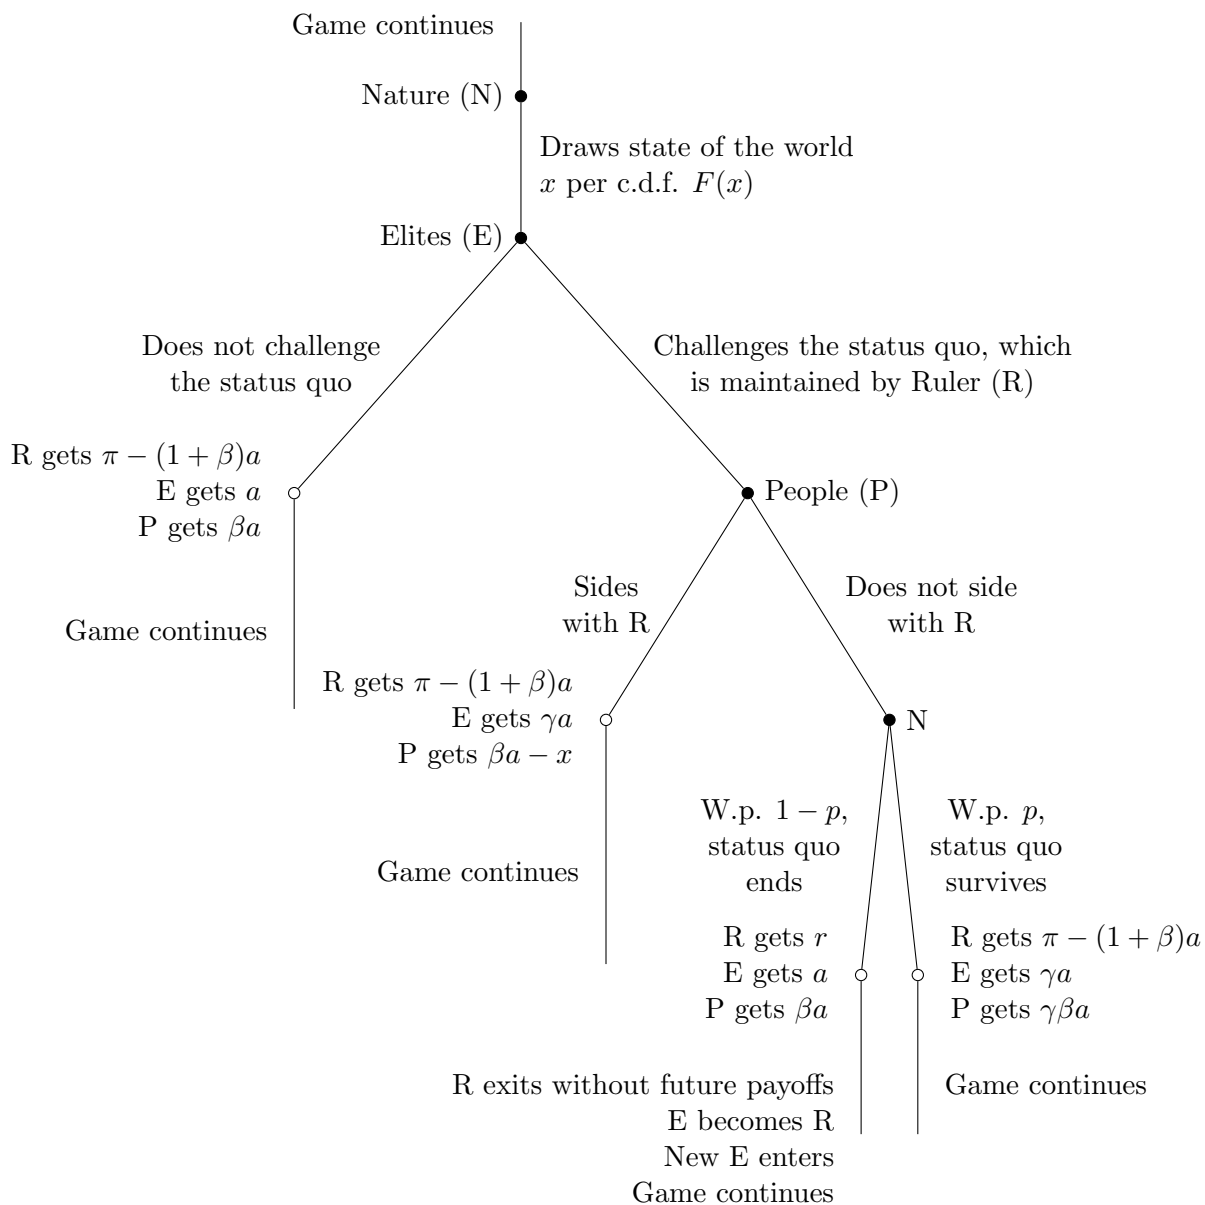 Game continues
Nature (N)
Draws state of the world
x per c.d.f. F(x)
Elites (E)
Does not challenge
the status quo
Challenges the status quo, which
is maintained by Ruler (R)
R gets π − (1 + β)a
E gets a
P gets βa
People (P)
Game continues
Sides
with R
Does not side
with R
R gets π − (1 + β)a
E gets γa
P gets βa − x
N
Game continues
W.p. 1 − p,
status quo
ends
W.p. p,
status quo
survives
R gets r
E gets a
P gets βa
R gets π − (1 + β)a
E gets γa
P gets γβa
R exits without future payoffs
E becomes R
New E enters
Game continues
Game continues